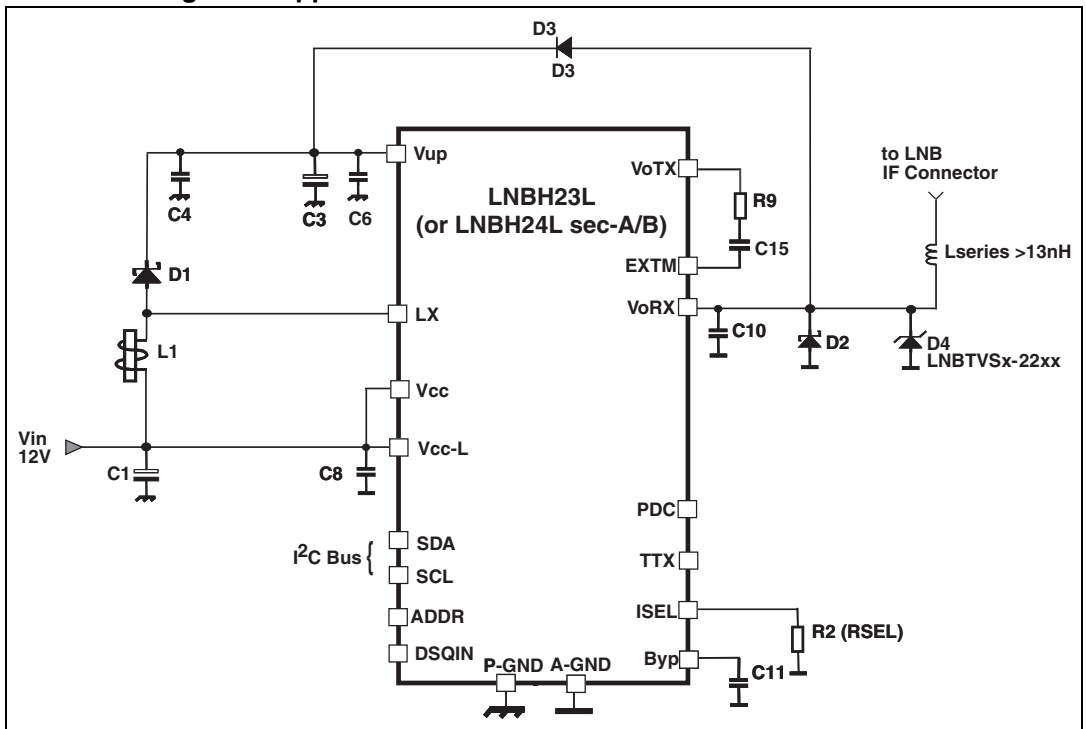 D3
D3
Vup
VoTX
to LNB
IF Connector
LNBH23L
(or LNBH24L sec-A/B)
R9
C4
C3
C6
C15
EXTM
Lseries >13nH
D1
LX
VoRX
C10
D2
D4
LNBTVSx-22xx
L1
Vcc
Vin
12V
Vcc-L
C1
C8
PDC
I²C Bus {
SDA
SCL
TTX
ISEL
ADDR
R2 (RSEL)
DSQIN
P-GND A-GND
Byp
C11